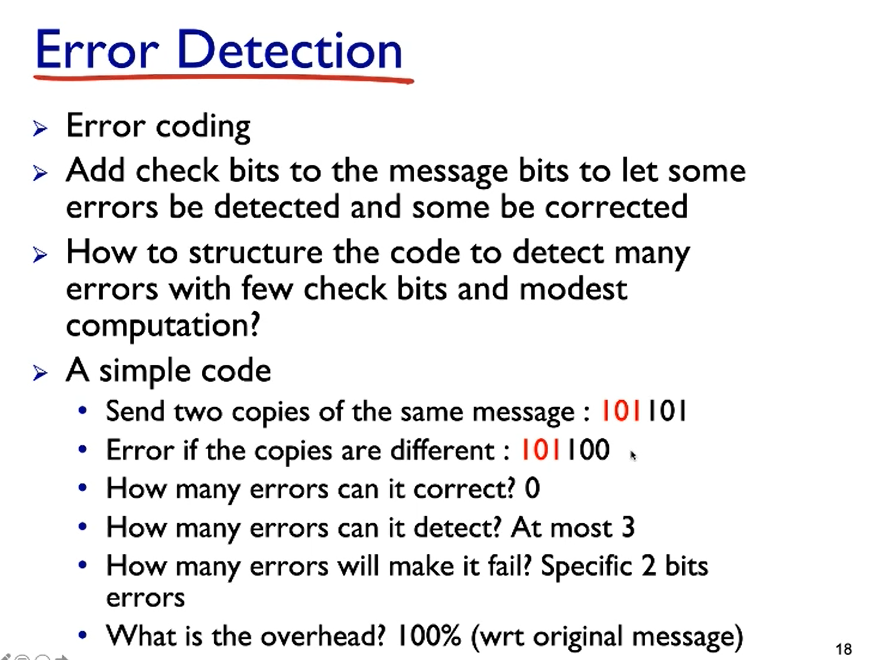 Error Detection
Error coding
Add check bits to the message bits to let some
errors be detected and some be corrected
How to structure the code to detect many
errors with few check bits and modest
computation?
A simple code
Send two copies of the same message : 101101
Error if the copies are different : 101100
How many errors can it correct? 0
How many errors can it detect? At most 3
How many errors will make it fail? Specific 2 bits
errors
What is the overhead? 100% (wrt original message)
18